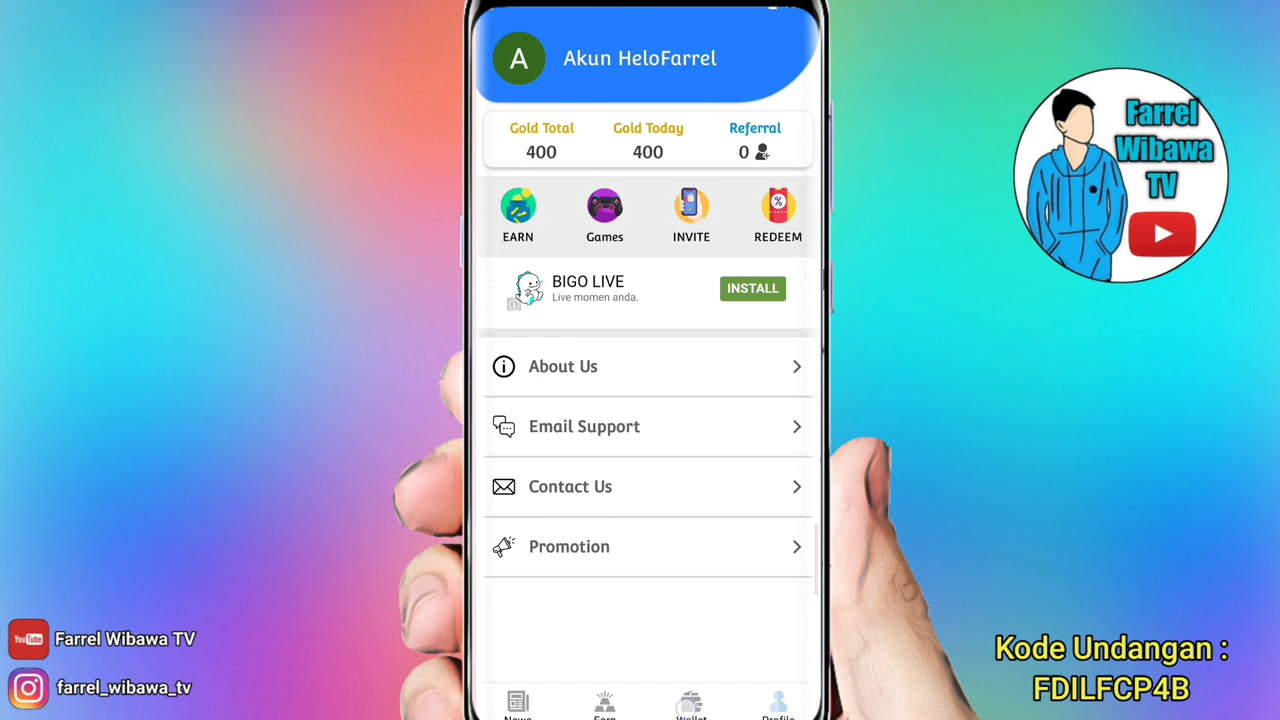 A
Akun HeloFarrel
Gold Total
Gold Today
Referral
400
400
0
EARN
Games
INVITE
REDEEM
BIGO LIVE
Live momen anda.
INSTALL
About Us
Email Support
Contact Us
Promotion
News
Earn
Wallet
Profile
Farrel
Wibawa
TV
YouTube
Farrel Wibawa TV
farrel_wibawa_tv
Kode Undangan :
FDILFCP4B